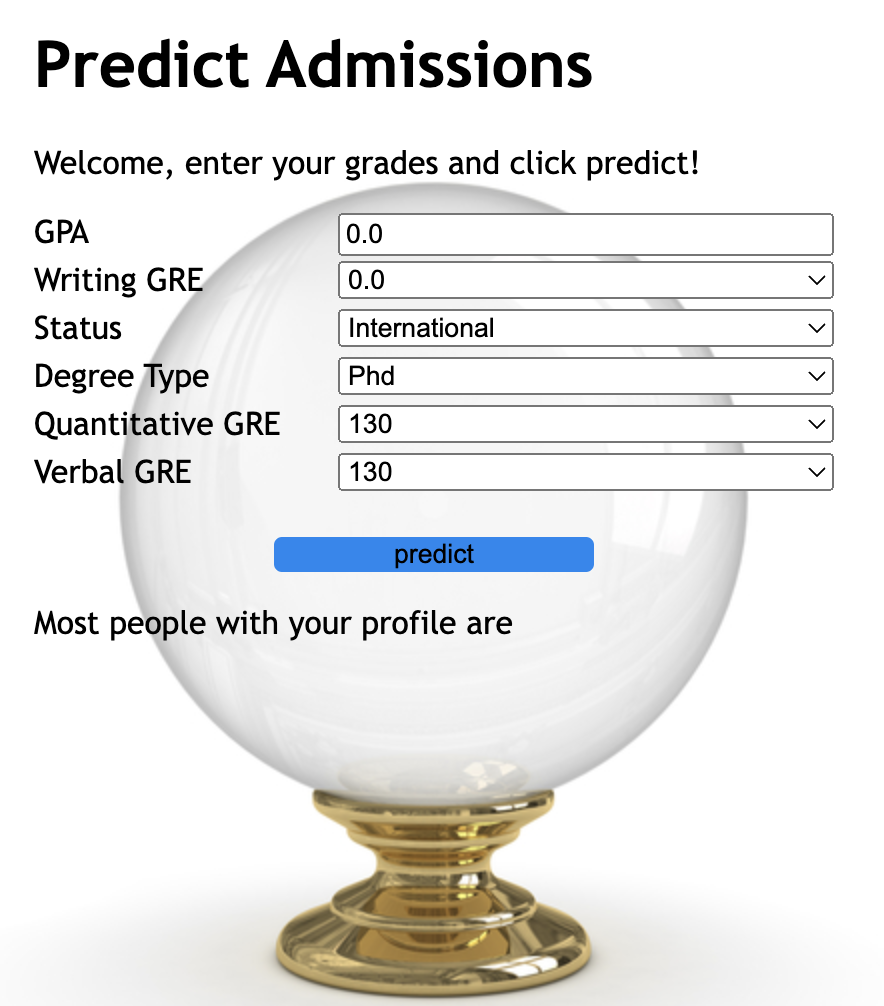 Predict Admissions
Welcome, enter your grades and click predict!
GPA 0.0
Writing GRE 0.0
Status International
Degree Type Phd
Quantitative GRE 130
Verbal GRE 130
predict
Most people with your profile are